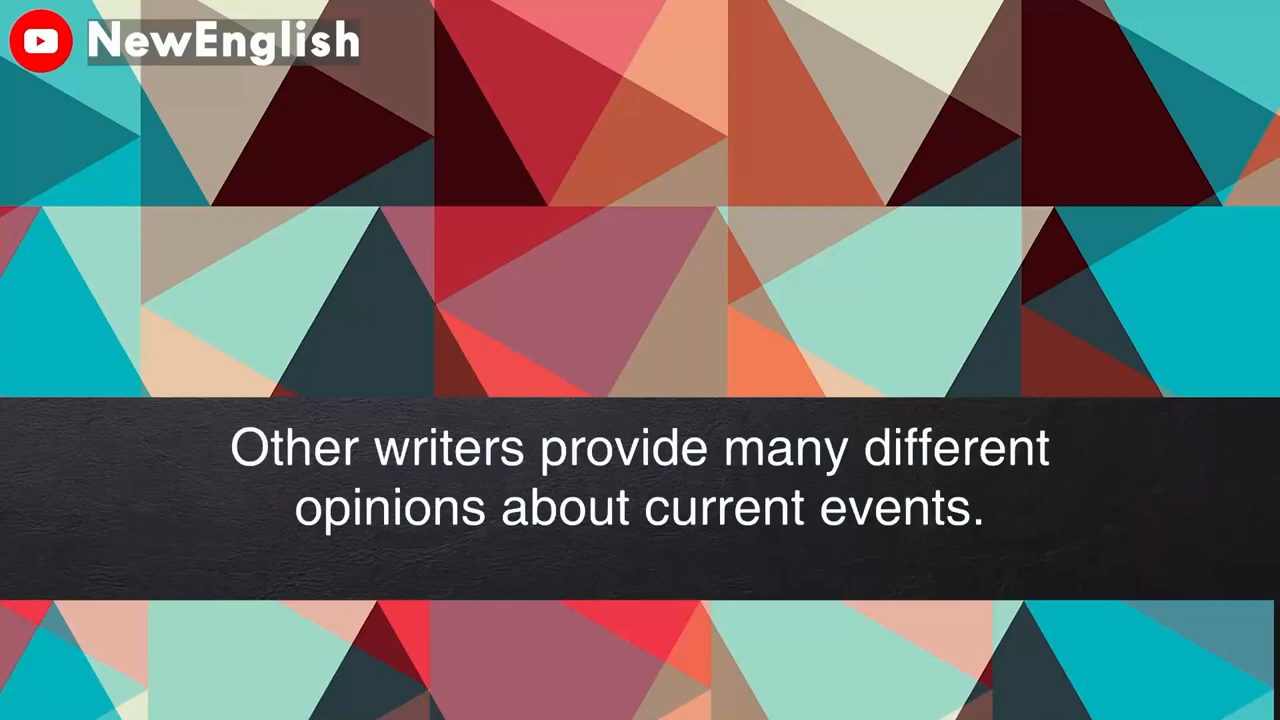 NewEnglish
Other writers provide many different
opinions about current events.